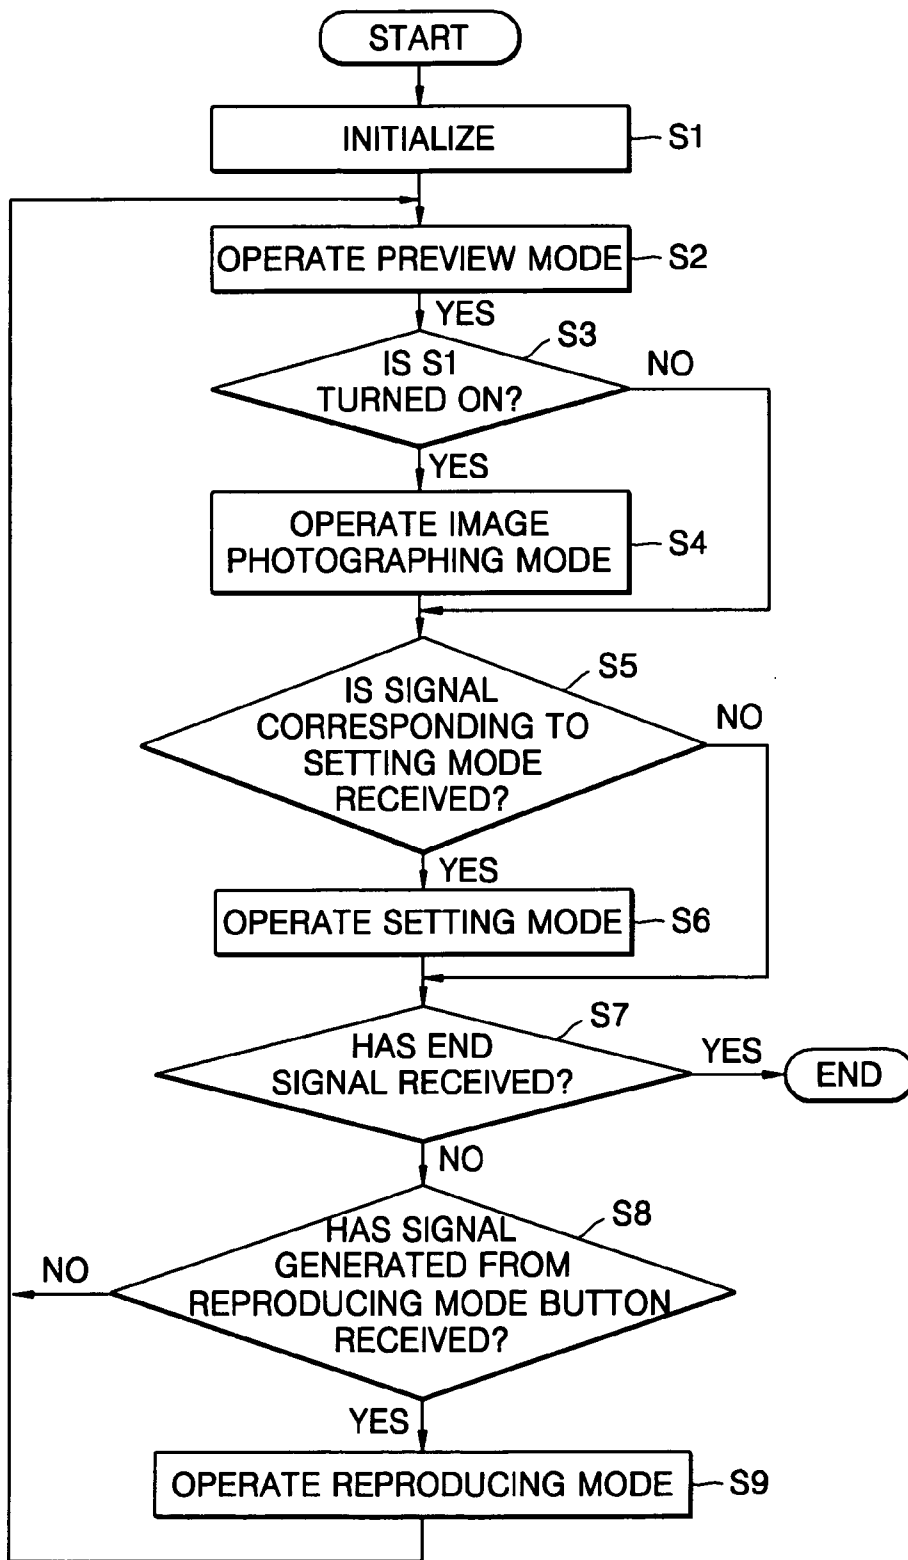 START
INITIALIZE
S1
OPERATE PREVIEW MODE
S2
YES
S3
IS S1
TURNED ON?
NO
YES
OPERATE IMAGE
PHOTOGRAPHING MODE
S4
S5
IS SIGNAL
CORRESPONDING TO
SETTING MODE
RECEIVED?
NO
YES
OPERATE SETTING MODE
S6
S7
HAS END
SIGNAL RECEIVED?
YES
END
NO
S8
HAS SIGNAL
GENERATED FROM
REPRODUCING MODE BUTTON
RECEIVED?
NO
YES
OPERATE REPRODUCING MODE
S9